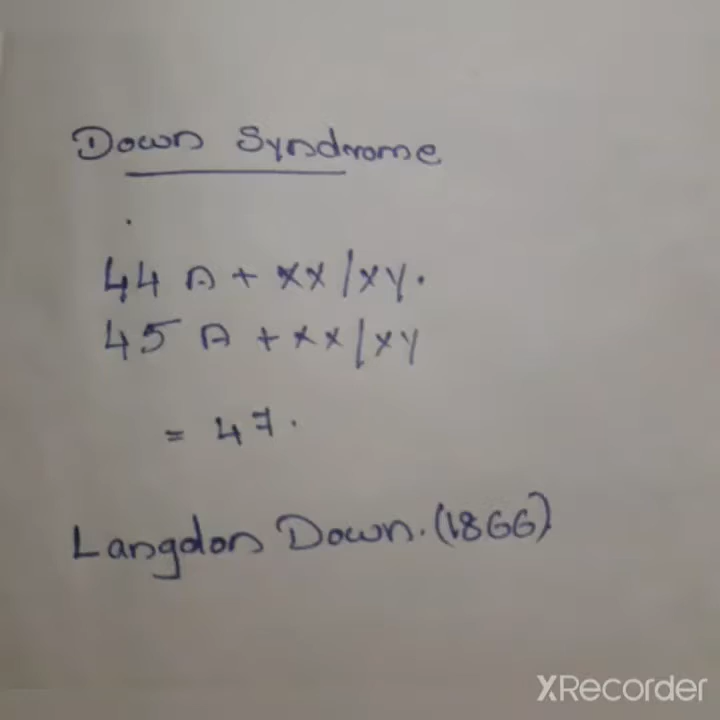 Down Syndrome
44 A + XX/XY.
45 A + XX/XY
= 47.
Langdon Down. (1866)
XRecorder